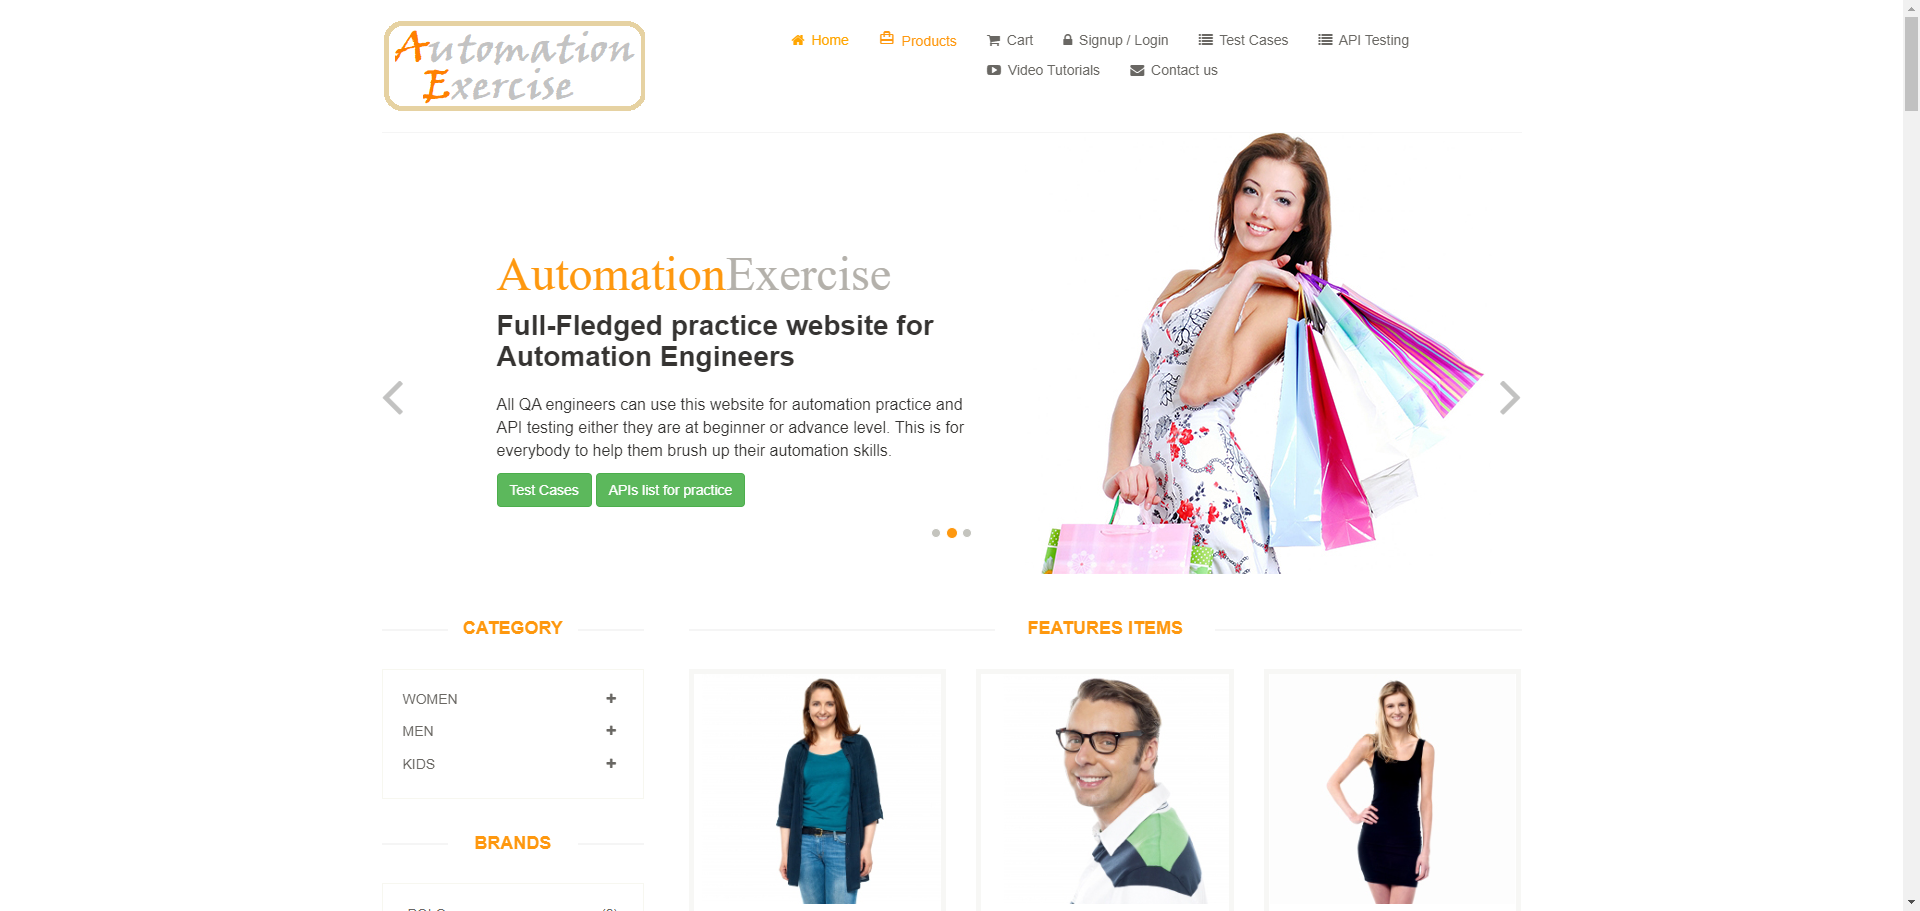 Automation
Exercise
Home Products Cart Signup / Login Test Cases API Testing
Video Tutorials Contact us
AutomationExercise
Full-Fledged practice website for
Automation Engineers
All QA engineers can use this website for automation practice and
API testing either they are at beginner or advance level. This is for
everybody to help them brush up their automation skills.
Test Cases APIs list for practice
CATEGORY
WOMEN
MEN
KIDS
BRANDS
FEATURES ITEMS